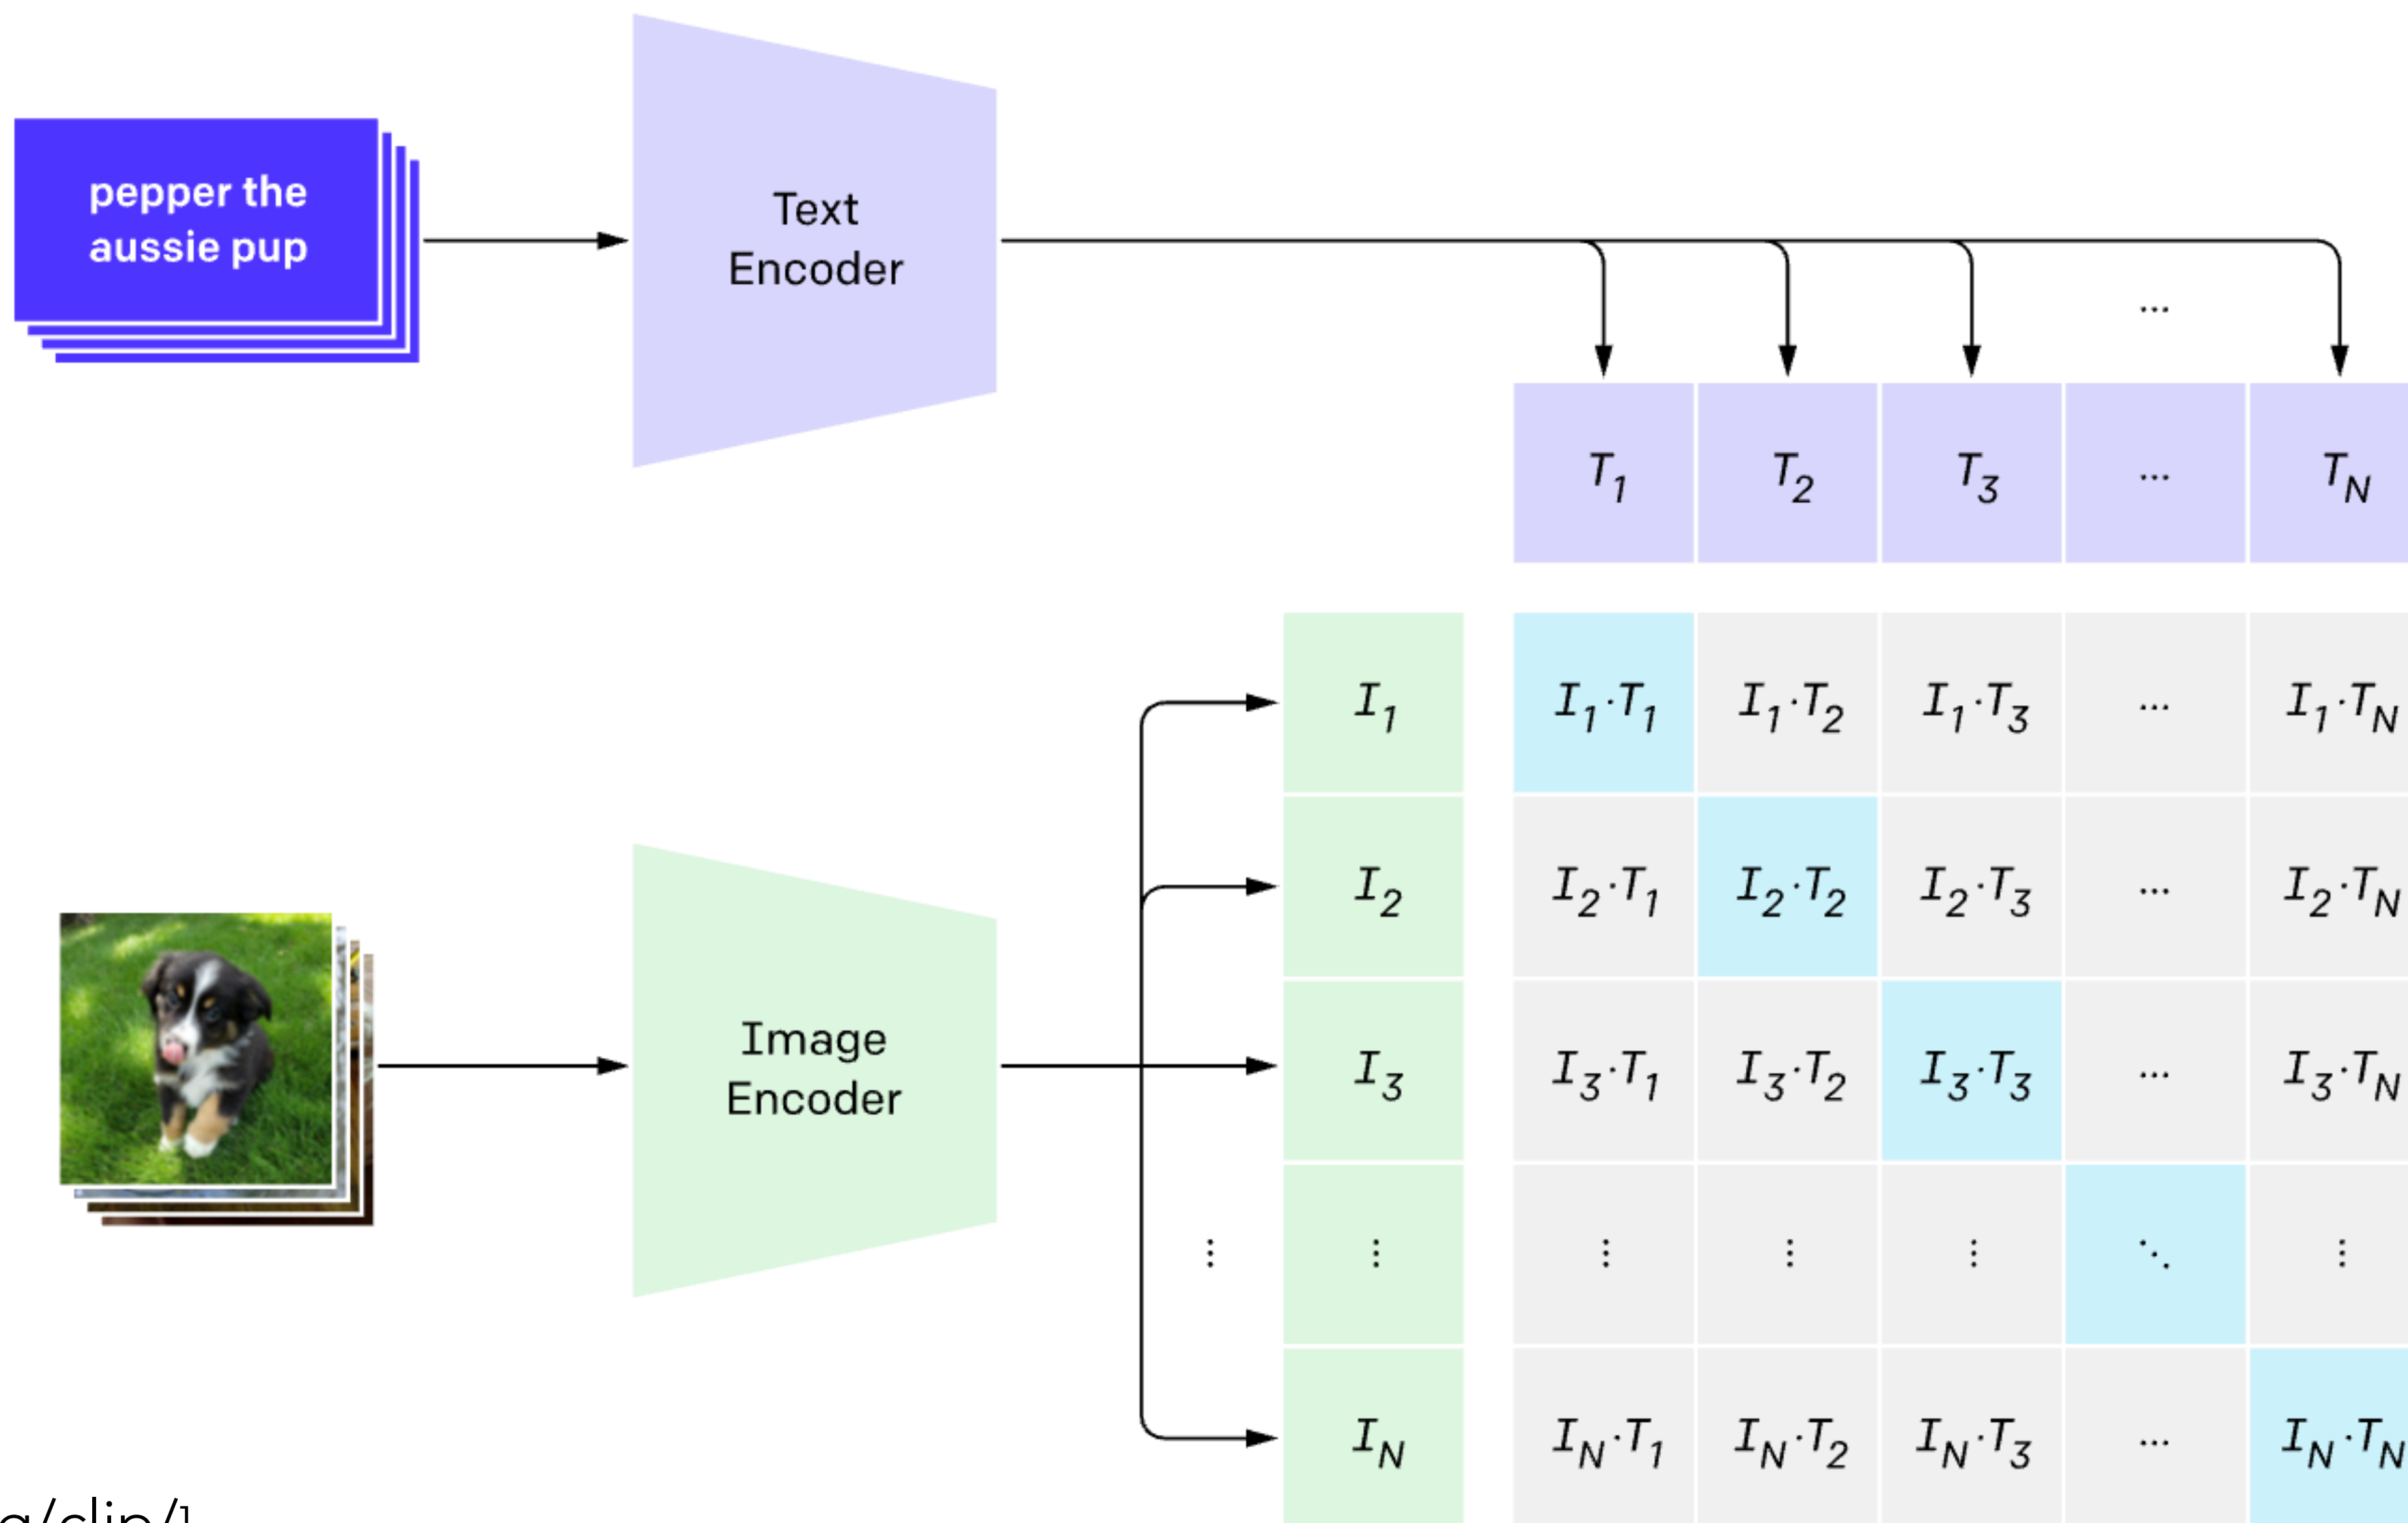 pepper the
aussie pup
Text
Encoder
...
T1 T2 T3 ... TN
I1 I1·T1 I1·T2 I1·T3 ... I1·TN
I2 I2·T1 I2·T2 I2·T3 ... I2·TN
Image
Encoder
I3 I3·T1 I3·T2 I3·T3 ... I3·TN
⋮ ⋮ ⋮ ⋮ ⋮ ⋱ ⋮
IN IN·T1 IN·T2 IN·T3 ... IN·TN
/clip/